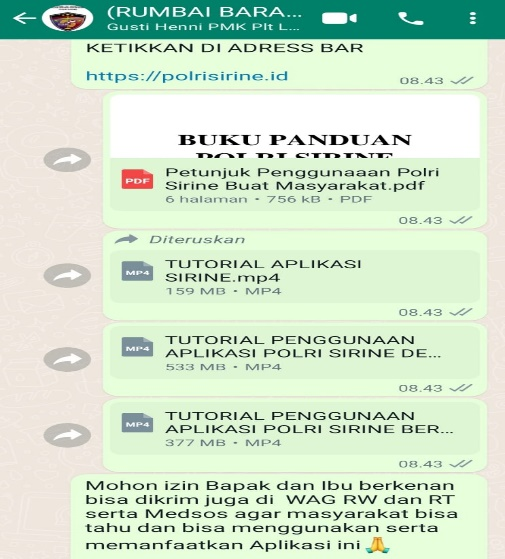 (RUMBAI BARA...
Gusti Henni PMK Plt L...
KETIKKAN DI ADRESS BAR
https://polrisirine.id
08.43
BUKU PANDUAN
POLRI SIRINE
PDF
Petunjuk Penggunaaan Polri
Sirine Buat Masyarakat.pdf
6 halaman • 756 kB • PDF
08.43
Diteruskan
MP4
TUTORIAL APLIKASI
SIRINE.mp4
159 MB • MP4
08.43
MP4
TUTORIAL PENGGUNAAN
APLIKASI POLRI SIRINE DE...
533 MB • MP4
08.43
MP4
TUTORIAL PENGGUNAAN
APLIKASI POLRI SIRINE BER...
377 MB • MP4
08.43
Mohon izin Bapak dan Ibu berkenan
bisa dikrim juga di WAG RW dan RT
serta Medsos agar masyarakat bisa
tahu dan bisa menggunakan serta
memanfaatkan Aplikasi ini 🙏